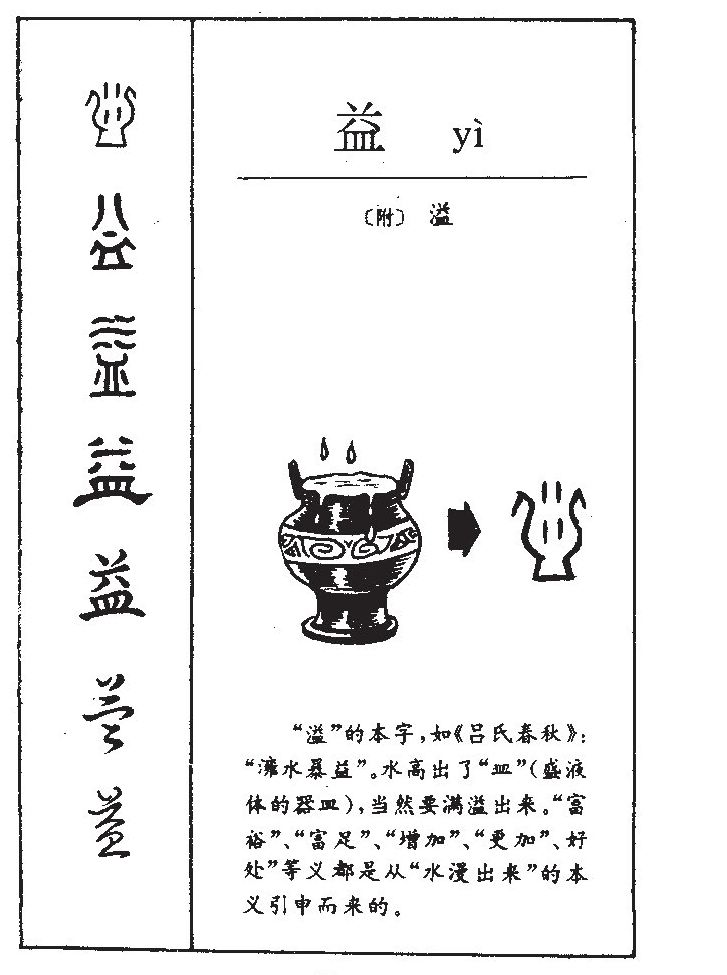 益 yì
〔附〕 溢
“溢”的本字，如《吕氏春秋》：
“澭水暴益”。水高出了“皿”（盛液
体的器皿），当然要满溢出来。“富
裕”、“富足”、“增加”、“更加”、好
处”等义都是从“水漫出来”的本
义引申而来的。